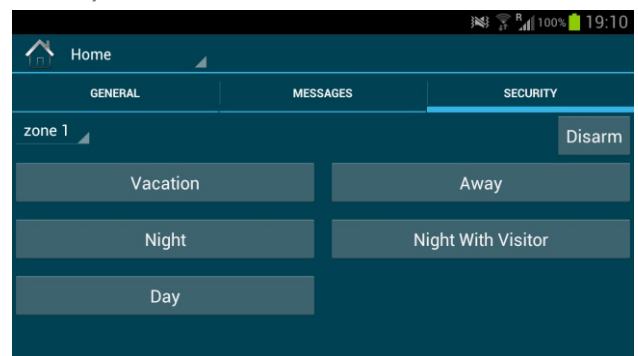 R 100% 19:10
Home
GENERAL MESSAGES SECURITY
zone 1 Disarm
Vacation Away
Night Night With Visitor
Day